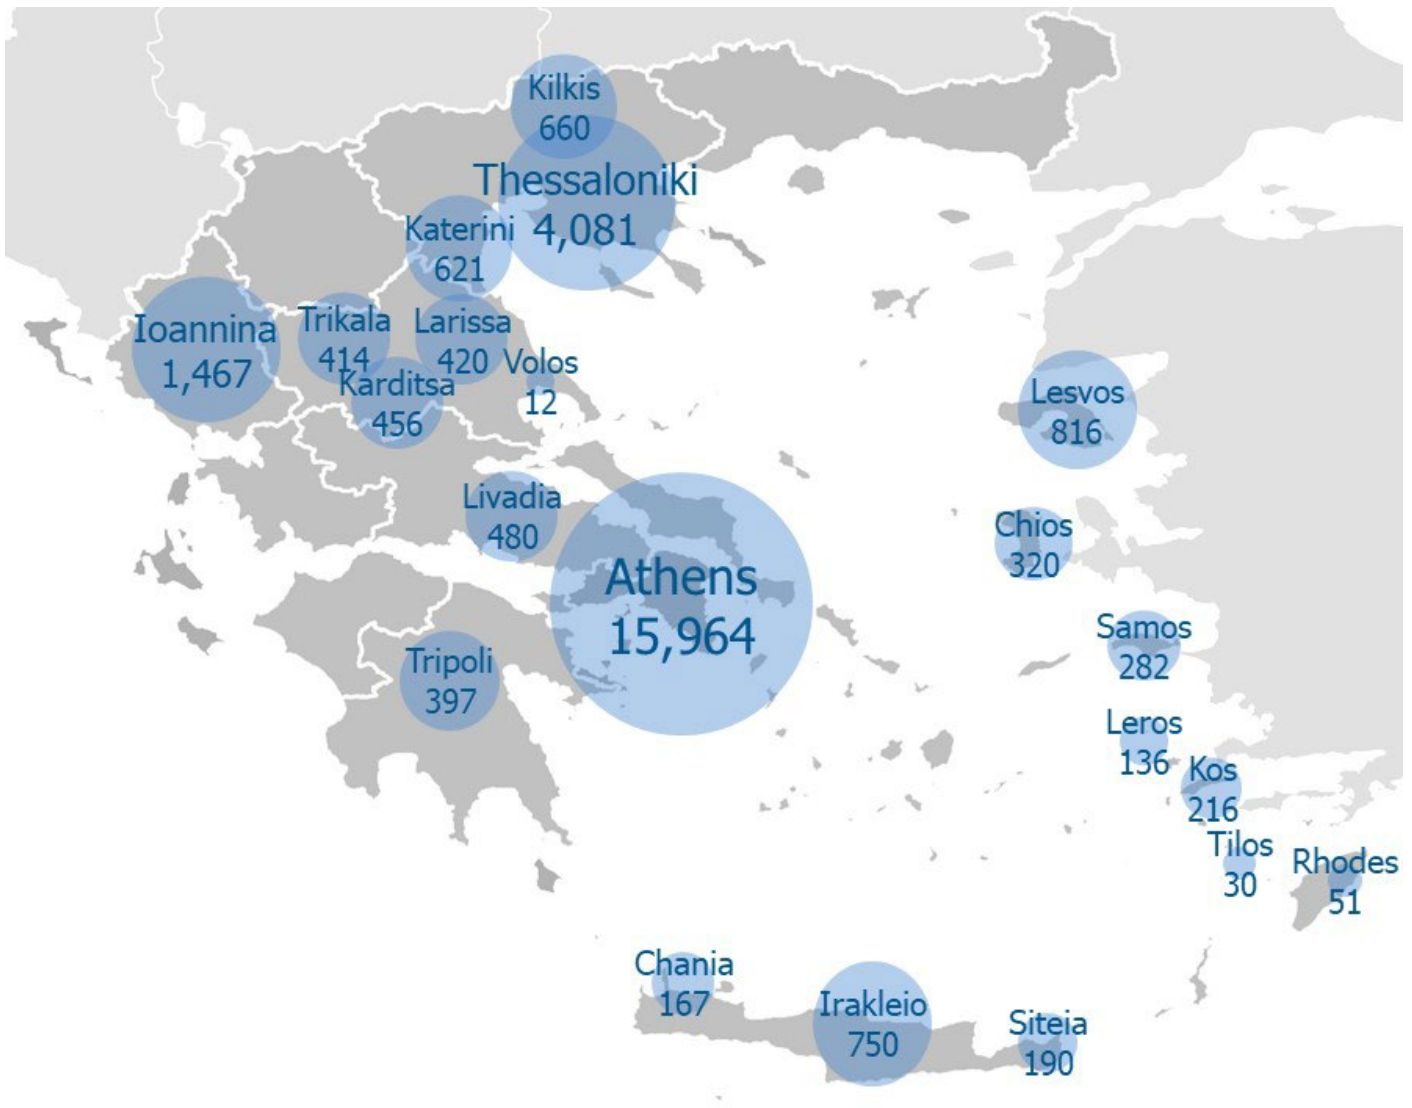 Kilkis
660
Thessaloniki
4,081
Katerini
621
Ioannina
1,467
Trikala
414
Larissa
420
Volos
12
Karditsa
456
Lesvos
816
Livadia
480
Chios
320
Athens
15,964
Samos
282
Tripoli
397
Leros
136
Kos
216
Tilos
30
Rhodes
51
Chania
167
Irakleio
750
Siteia
190